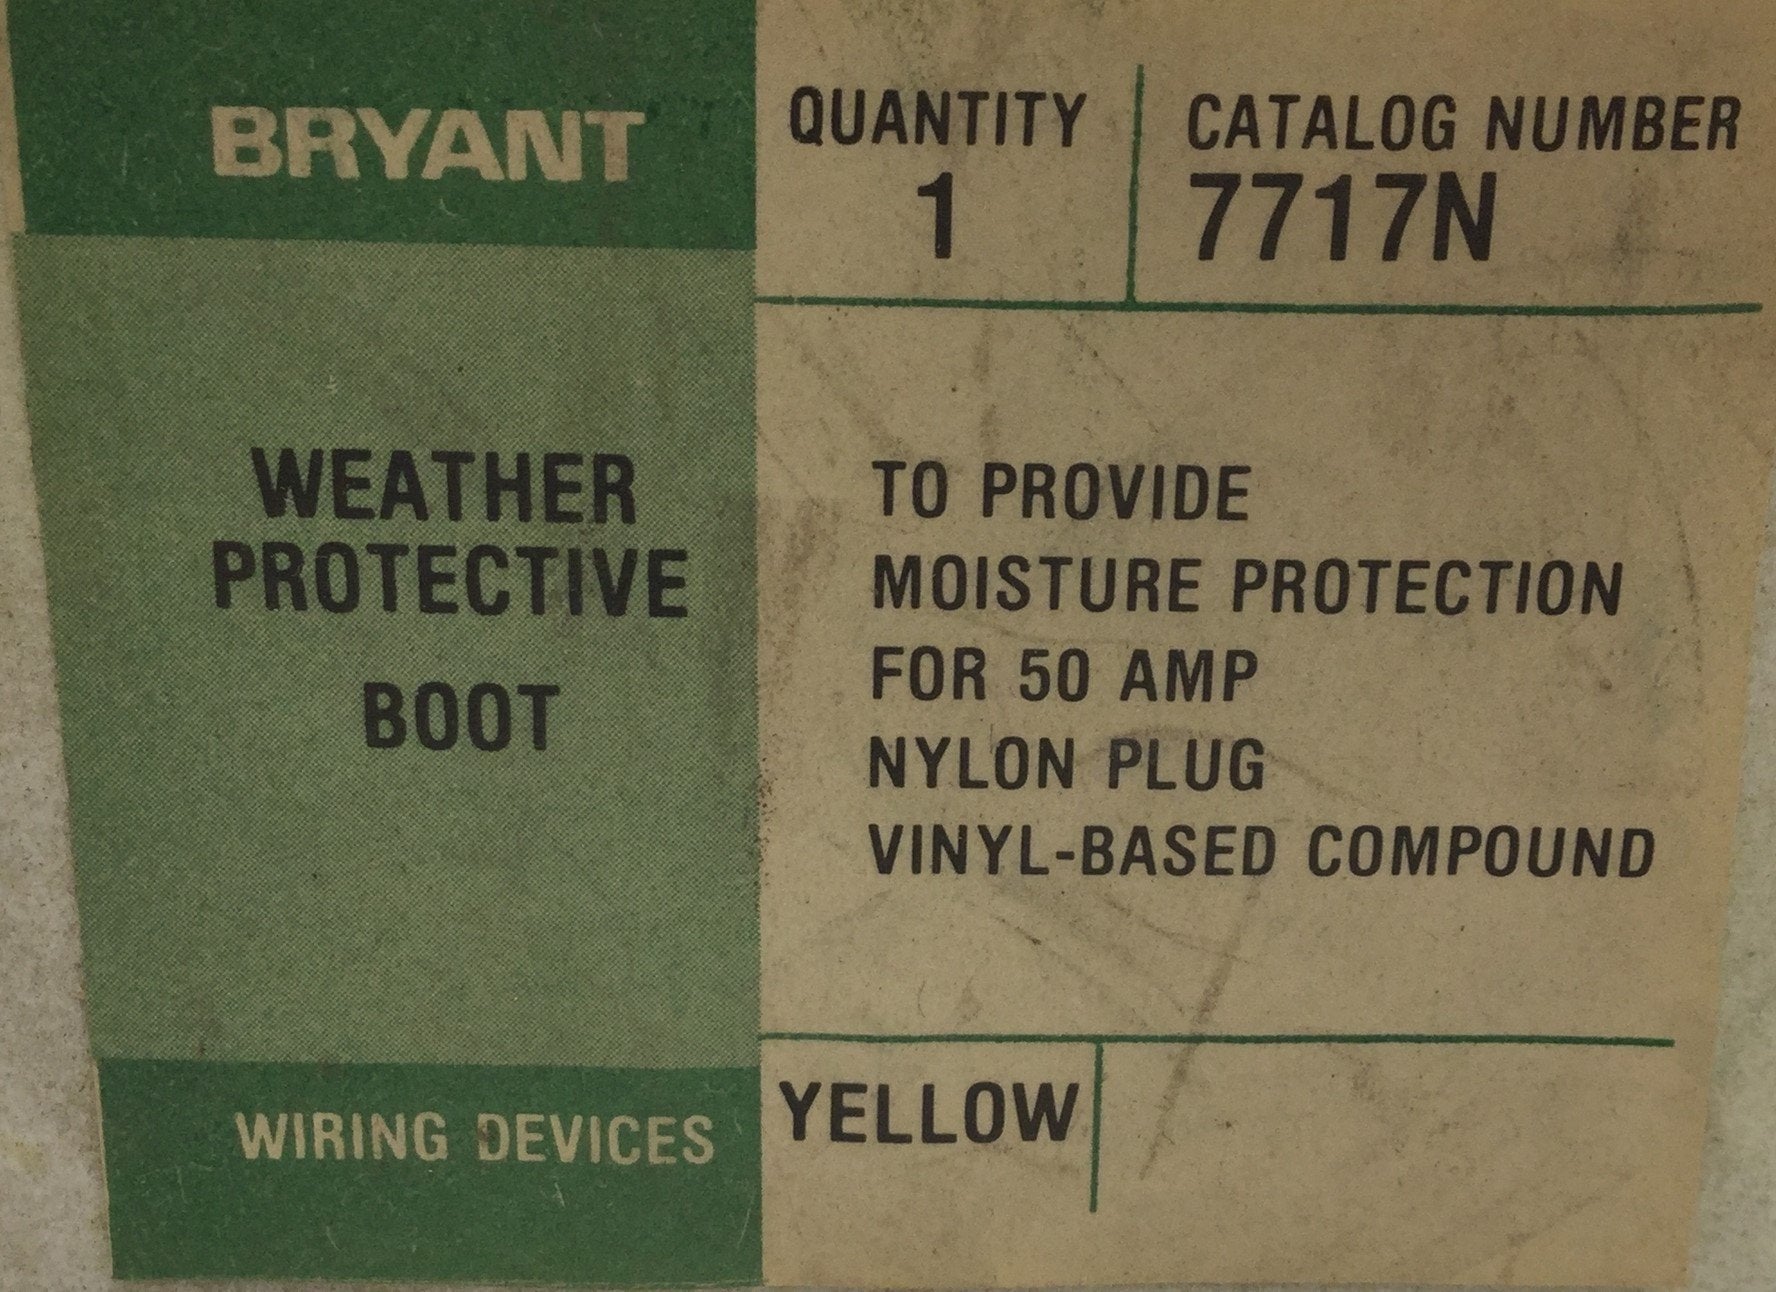 BRYANT
QUANTITY
1
CATALOG NUMBER
7717N
WEATHER
PROTECTIVE
BOOT
TO PROVIDE
MOISTURE PROTECTION
FOR 50 AMP
NYLON PLUG
VINYL-BASED COMPOUND
WIRING DEVICES
YELLOW